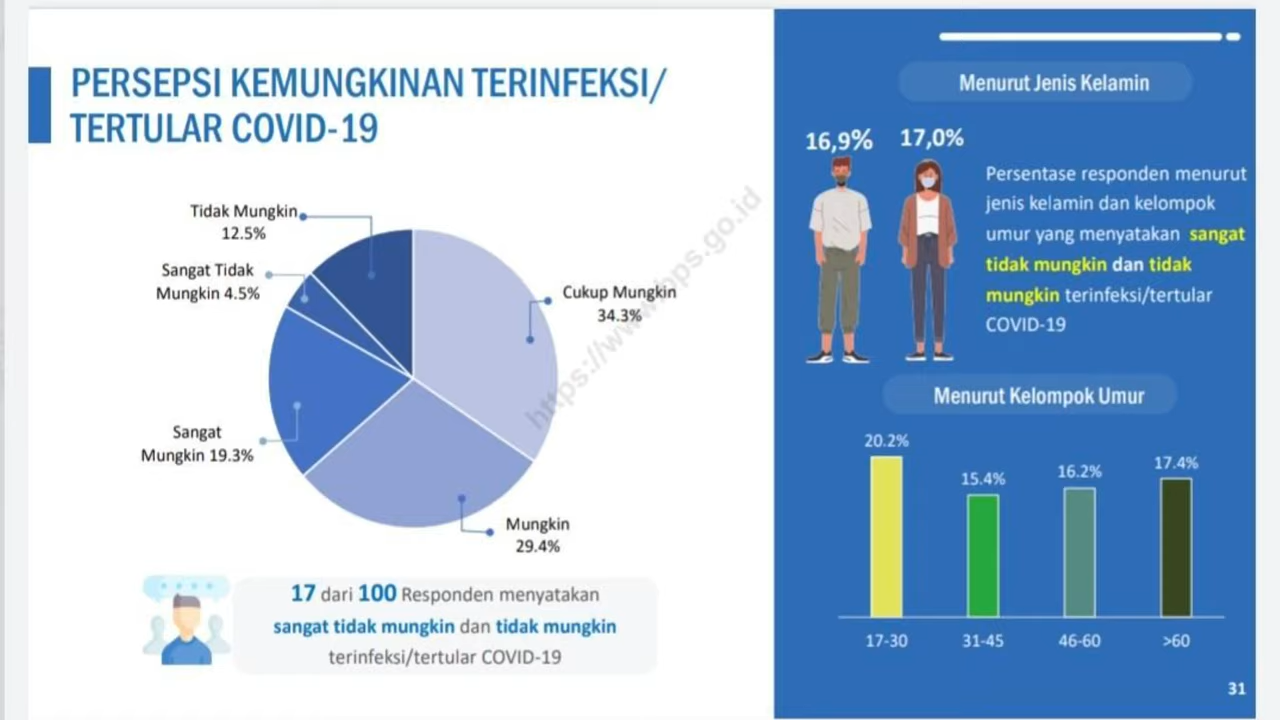 PERSEPSI KEMUNGKINAN TERINFEKSI/
TERTULAR COVID-19
Tidak Mungkin
12.5%
Sangat Tidak
Mungkin 4.5%
Cukup Mungkin
34.3%
Sangat
Mungkin 19.3%
Mungkin
29.4%
https://www.bps.go.id
17 dari 100 Responden menyatakan
sangat tidak mungkin dan tidak mungkin
terinfeksi/tertular COVID-19
Menurut Jenis Kelamin
16,9% 17,0%
Persentase responden menurut
jenis kelamin dan kelompok
umur yang menyatakan sangat
tidak mungkin dan tidak
mungkin terinfeksi/tertular
COVID-19
Menurut Kelompok Umur
20.2%
15.4%
16.2%
17.4%
17-30 31-45 46-60 >60
31